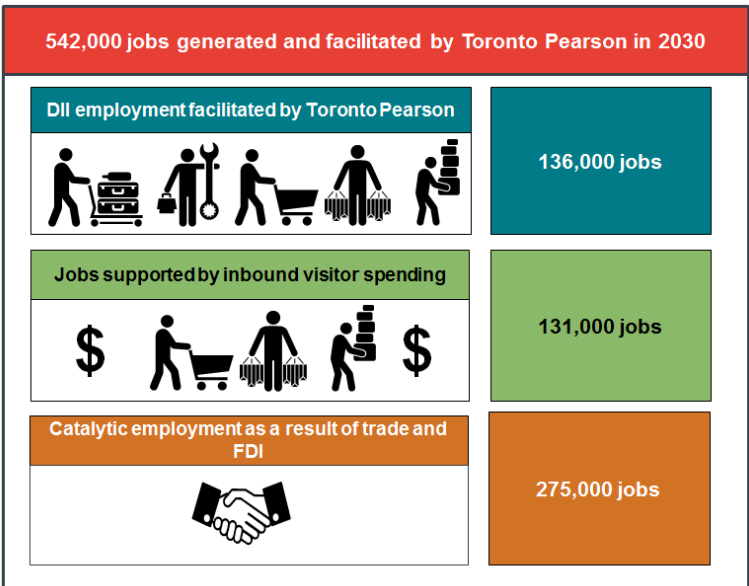 542,000 jobs generated and facilitated by Toronto Pearson in 2030
DII employment facilitated by Toronto Pearson
136,000 jobs
Jobs supported by inbound visitor spending
$ $
131,000 jobs
Catalytic employment as a result of trade and
FDI
275,000 jobs